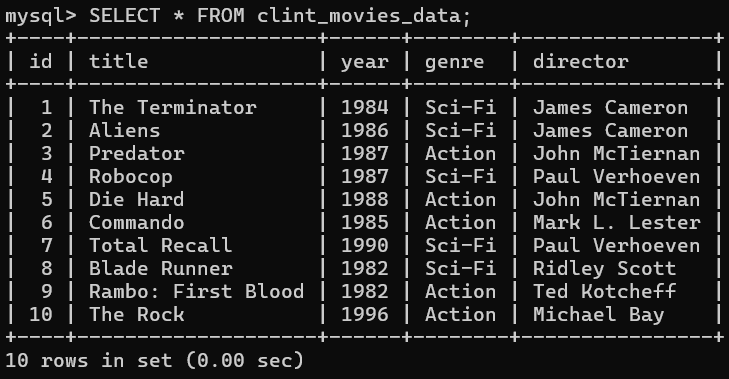 mysql> SELECT * FROM clint_movies_data;
+----+---------------------+------+--------+----------------+
| id | title               | year | genre  | director       |
+----+---------------------+------+--------+----------------+
|  1 | The Terminator      | 1984 | Sci-Fi | James Cameron  |
|  2 | Aliens              | 1986 | Sci-Fi | James Cameron  |
|  3 | Predator            | 1987 | Action | John McTiernan |
|  4 | Robocop             | 1987 | Sci-Fi | Paul Verhoeven |
|  5 | Die Hard            | 1988 | Action | John McTiernan |
|  6 | Commando            | 1985 | Action | Mark L. Lester |
|  7 | Total Recall        | 1990 | Sci-Fi | Paul Verhoeven |
|  8 | Blade Runner        | 1982 | Sci-Fi | Ridley Scott   |
|  9 | Rambo: First Blood  | 1982 | Action | Ted Kotcheff   |
| 10 | The Rock            | 1996 | Action | Michael Bay    |
+----+---------------------+------+--------+----------------+
10 rows in set (0.00 sec)